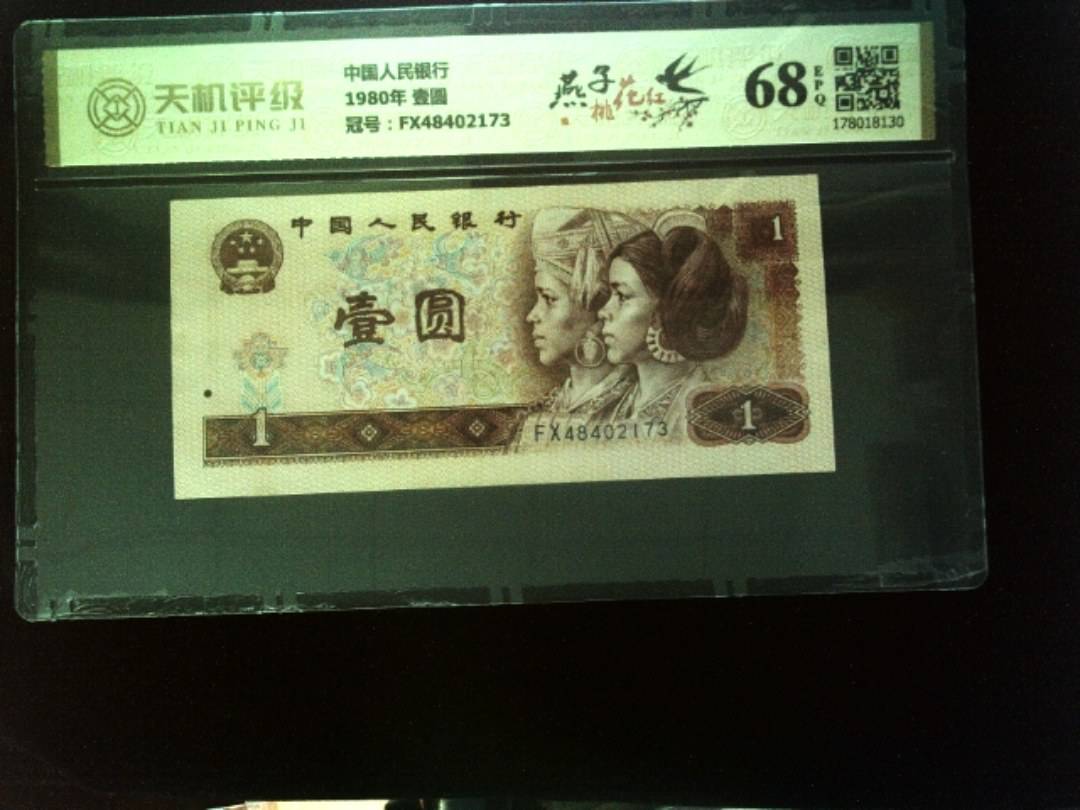 天机评级
TIAN JI PING JI
中国人民银行
1980年 壹圆
冠号：FX48402173
燕子
桃花红
68
EPQ
178018130
中国人民银行
1
壹圆
1
FX48402173
1